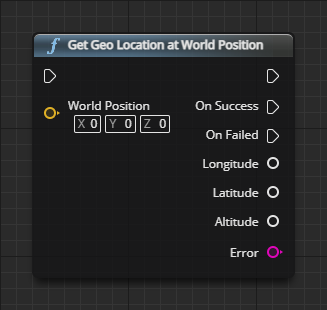 f Get Geo Location at World Position
World Position
X 0 Y 0 Z 0
On Success
On Failed
Longitude
Latitude
Altitude
Error